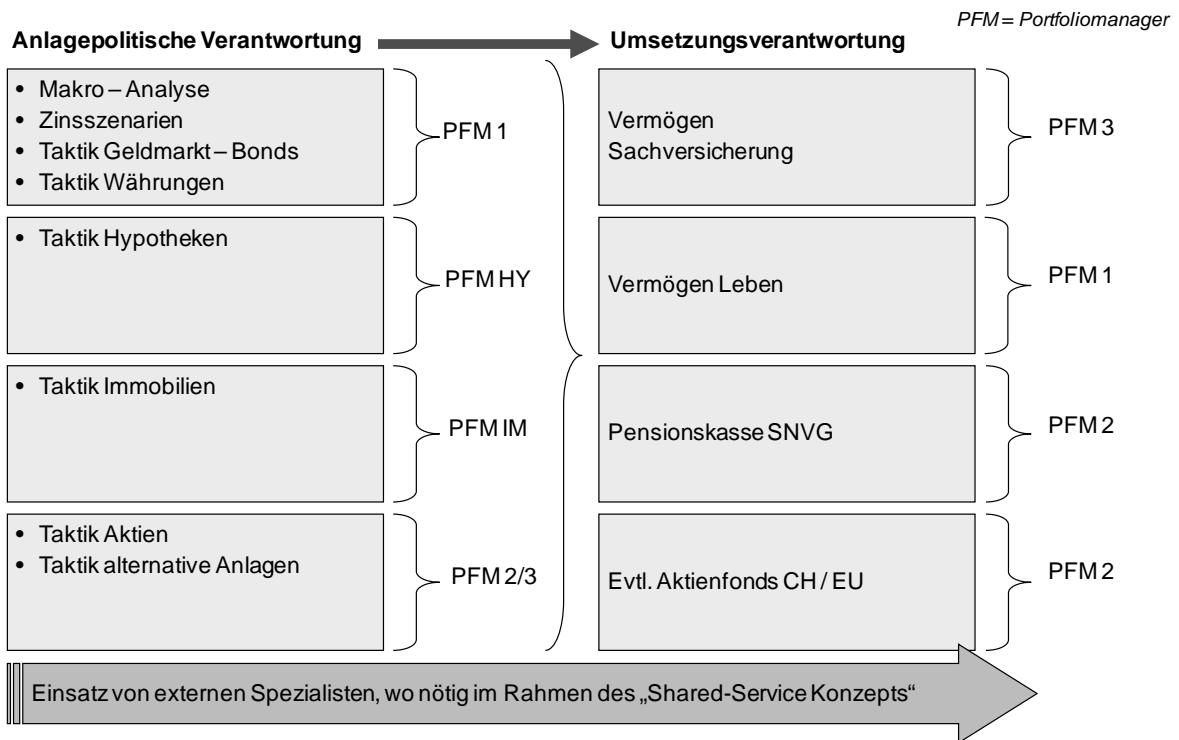 PFM = Portfoliomanager
Anlagepolitische Verantwortung
Umsetzungsverantwortung
• Makro – Analyse
• Zinsszenarien
• Taktik Geldmarkt – Bonds
• Taktik Währungen
PFM 1
Vermögen
Sachversicherung
PFM 3
• Taktik Hypotheken
PFM HY
Vermögen Leben
PFM 1
• Taktik Immobilien
PFM IM
Pensionskasse SNVG
PFM 2
• Taktik Aktien
• Taktik alternative Anlagen
PFM 2/3
Evtl. Aktienfonds CH / EU
PFM 2
Einsatz von externen Spezialisten, wo nötig im Rahmen des „Shared-Service Konzepts“